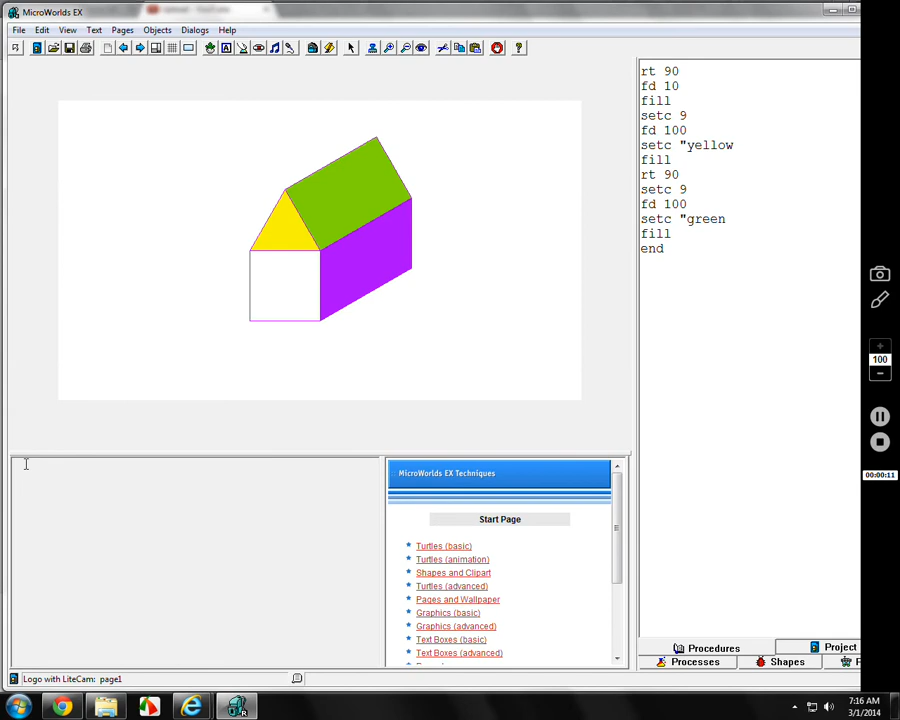 MicroWorlds EX
File Edit View Text Pages Objects Dialogs Help
rt 90
fd 10
fill
setc 9
fd 100
setc "yellow
fill
rt 90
setc 9
fd 100
setc "green
fill
end
100
00:00:11
MicroWorlds EX Techniques
Start Page
Turtles (basic)
Turtles (animation)
Shapes and Clipart
Turtles (advanced)
Pages and Wallpaper
Graphics (basic)
Graphics (advanced)
Text Boxes (basic)
Text Boxes (advanced)
Procedures
Project
Processes
Shapes
F
Logo with LiteCam: page1
7:16 AM
3/1/2014